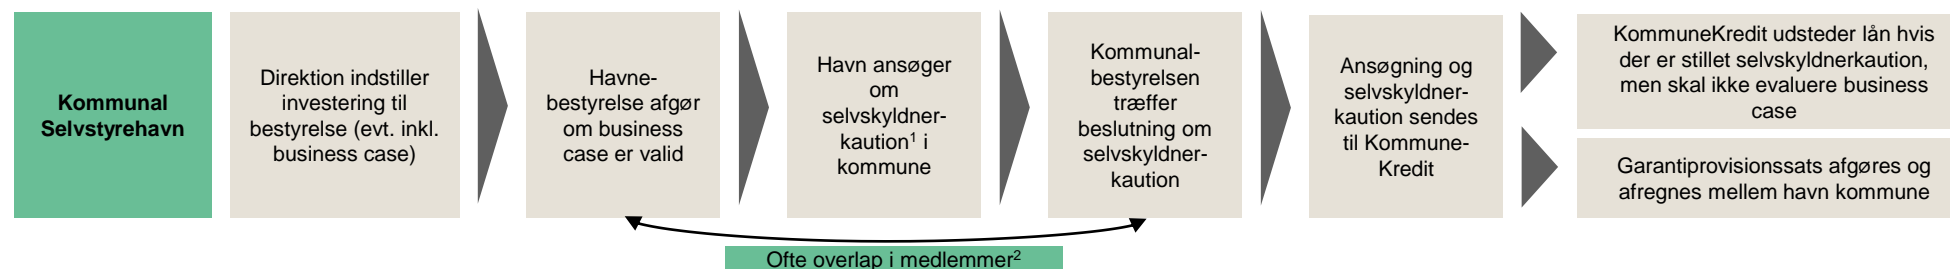 Kommunal
Selvstyrehavn
Direktion indstiller
investering til
bestyrelse (evt. inkl.
business case)
Havne-
bestyrelse afgør
om business
case er valid
Havn ansøger
om
selvskyldner-
kaution¹ i
kommune
Kommunal-
bestyrelsen
træffer
beslutning om
selvskyldner-
kaution
Ansøgning og
selvskyldner-
kaution sendes
til Kommune-
Kredit
KommuneKredit udsteder lån hvis
der er stillet selvskyldnerkaution,
men skal ikke evaluere business
case
Garantiprovisionssats afgøres og
afregnes mellem havn kommune
Ofte overlap i medlemmer²